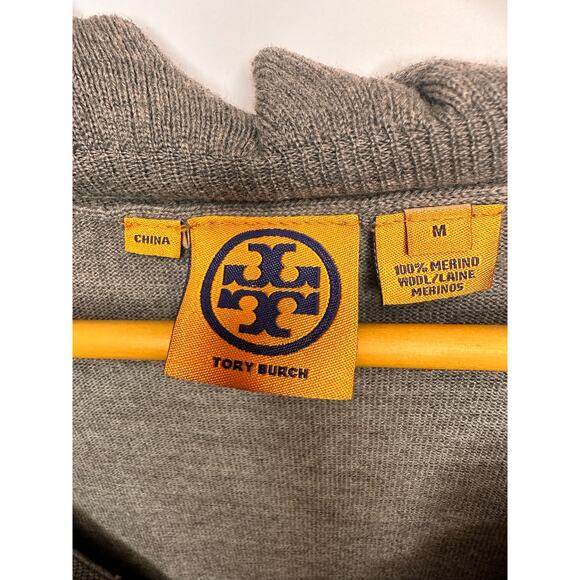 CHINA
TORY BURCH
M
100% MERINO
WOOL/LAINE
MERINOS